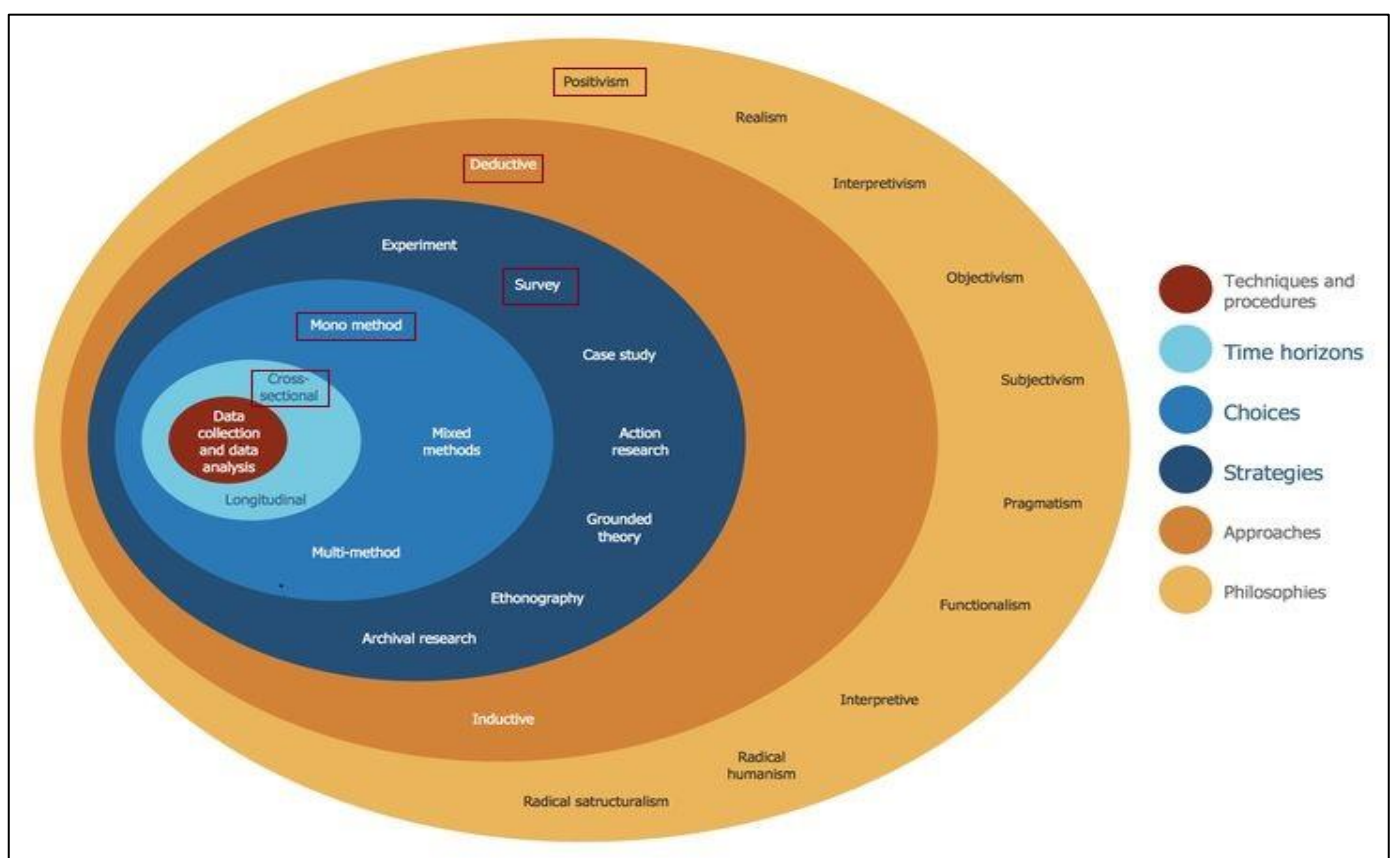 Positivism
Realism
Deductive
Interpretivism
Experiment
Objectivism
Survey
Mono method
Case study
Cross-
sectional
Subjectivism
Data
collection
and data
analysis
Mixed
methods
Action
research
Longitudinal
Pragmatism
Grounded
theory
Multi-method
Ethonography
Functionalism
Archival research
Interpretive
Inductive
Radical
humanism
Radical satructuralism
Techniques and
procedures
Time horizons
Choices
Strategies
Approaches
Philosophies